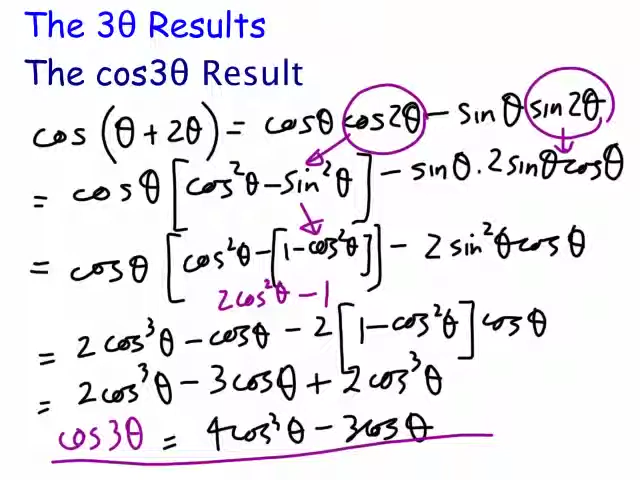 The 3θ Results
The cos3θ Result
cos (θ + 2θ) = cosθ cos2θ − sinθ sin2θ
= cosθ [cos²θ − sin²θ] − sinθ.2sinθcosθ
= cosθ [cos²θ − [1−cos²θ]] − 2sin²θcosθ
2cos²θ − 1
= 2cos³θ − cosθ − 2[1−cos²θ]cosθ
= 2cos³θ − 3cosθ + 2cos³θ
cos3θ = 4cos³θ − 3cosθ